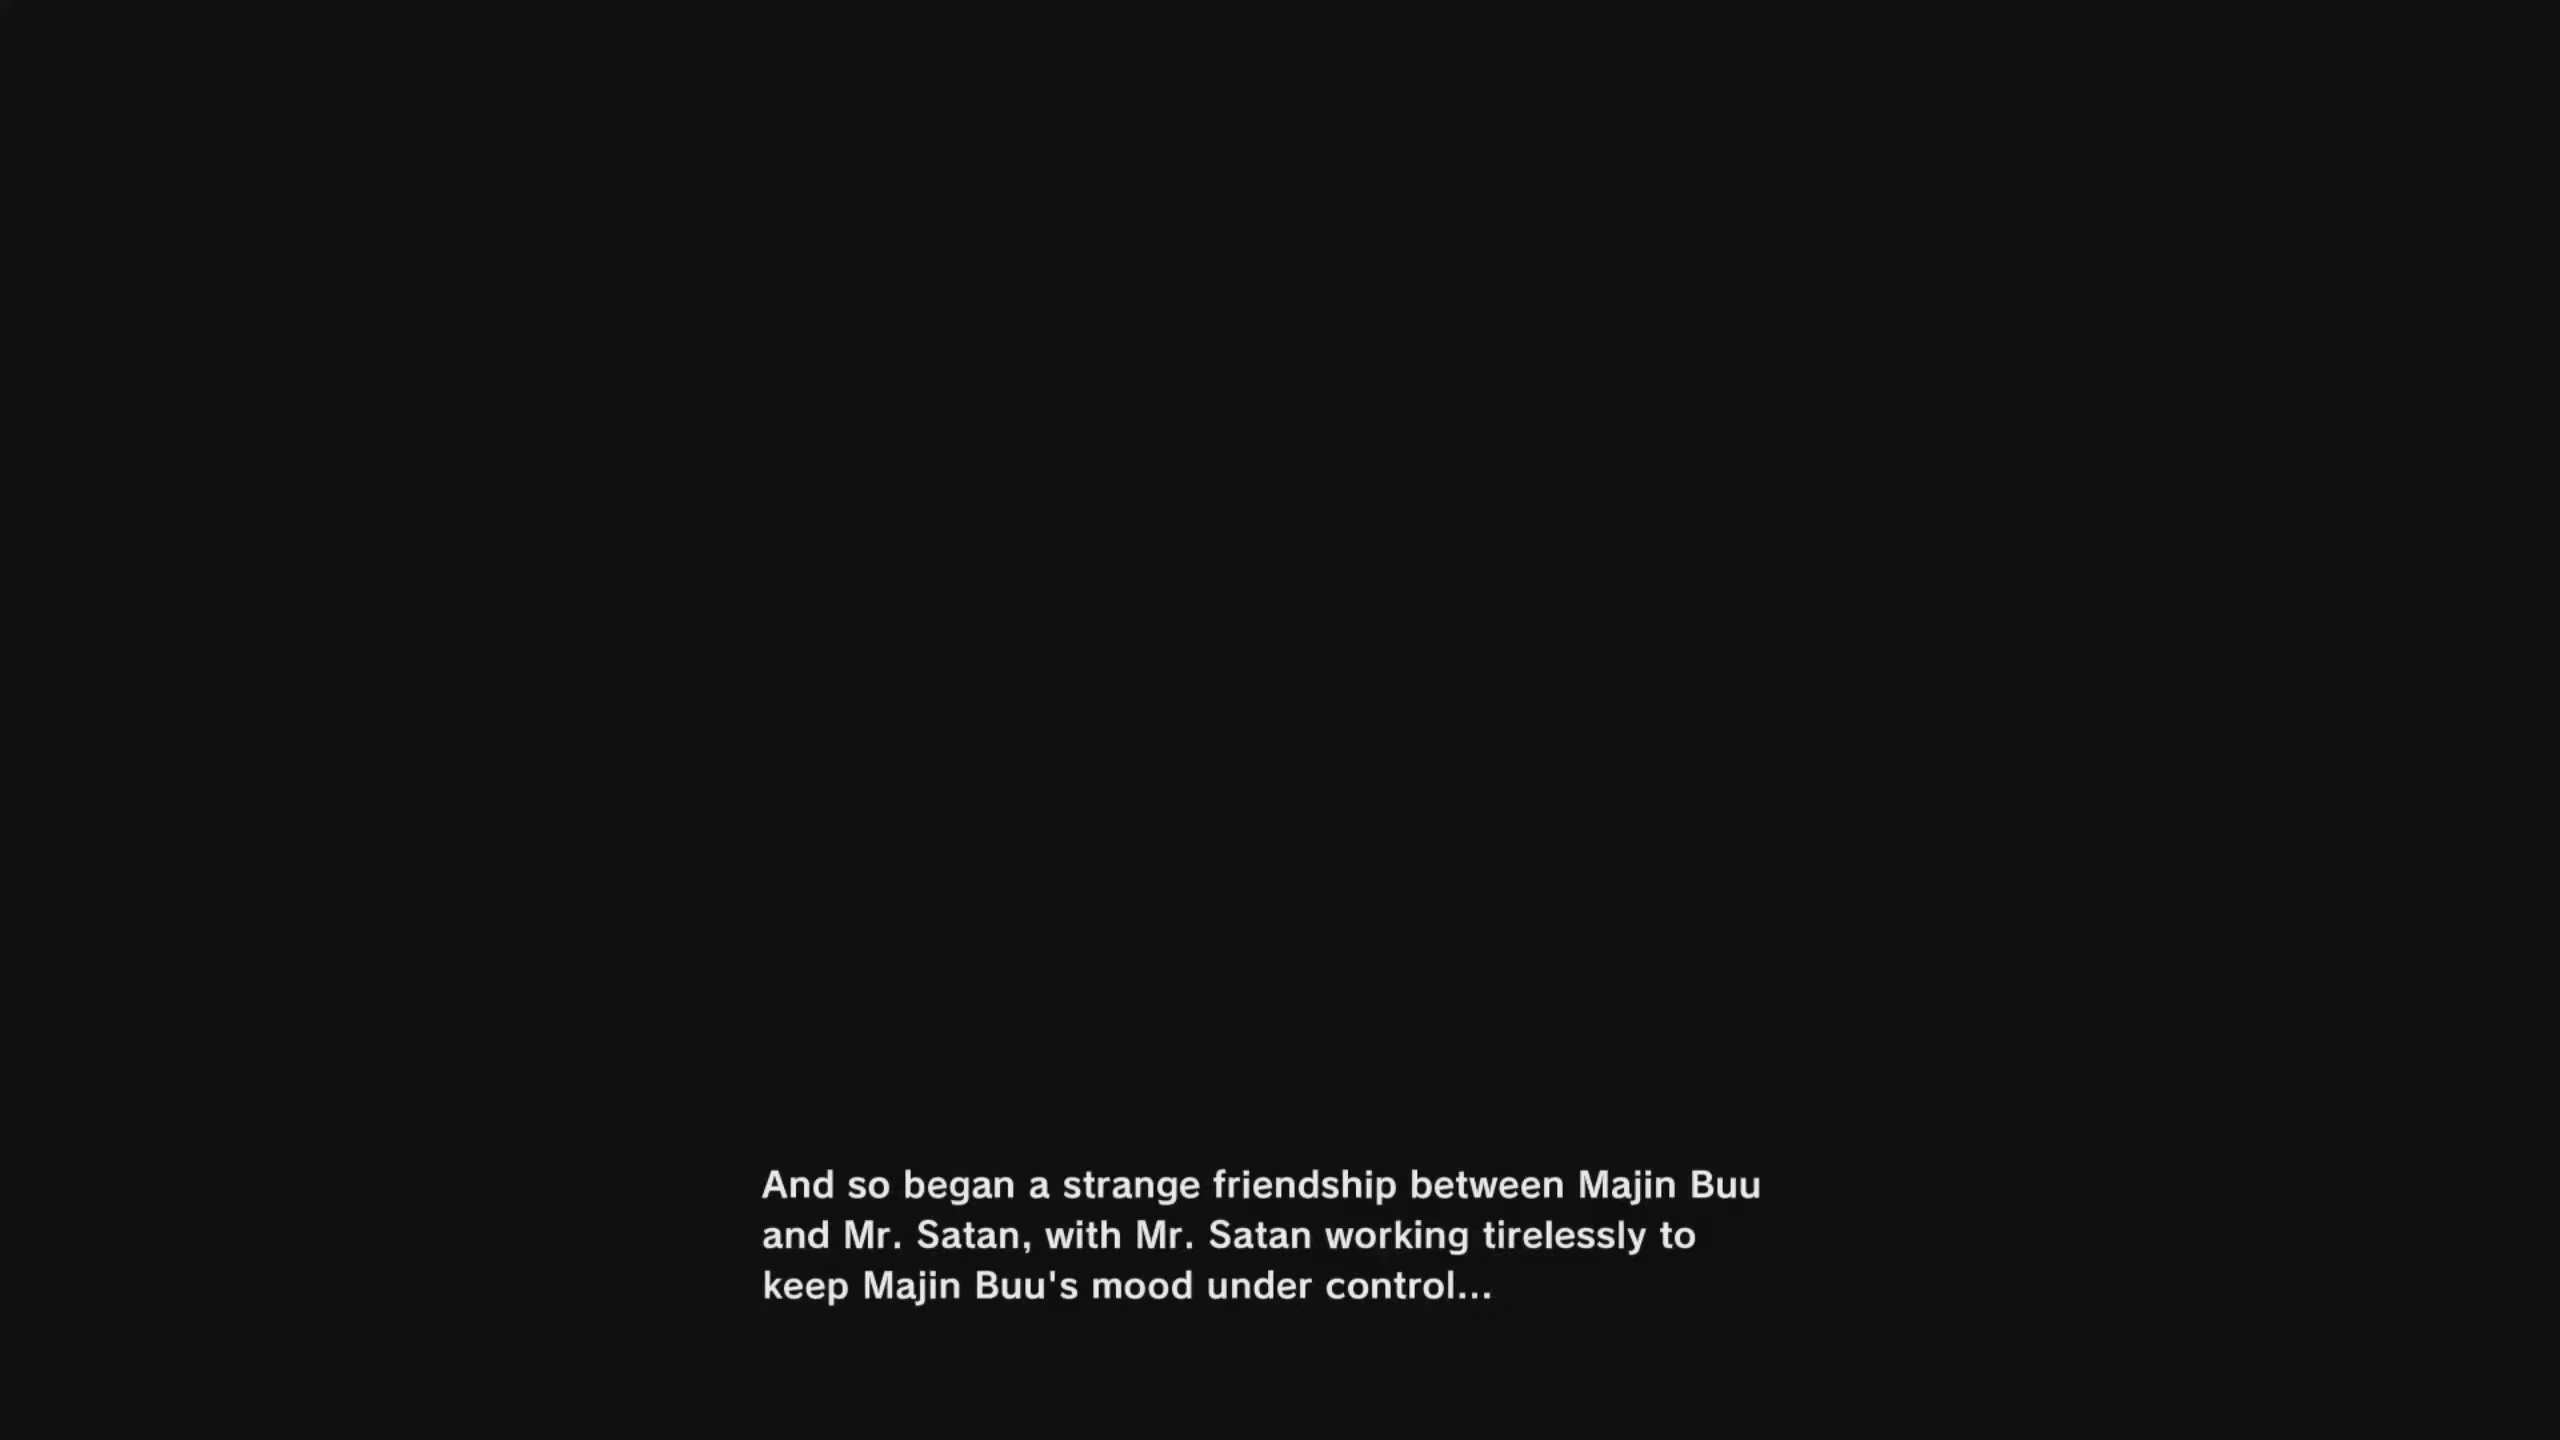 And so began a strange friendship between Majin Buu
and Mr. Satan, with Mr. Satan working tirelessly to
keep Majin Buu's mood under control...